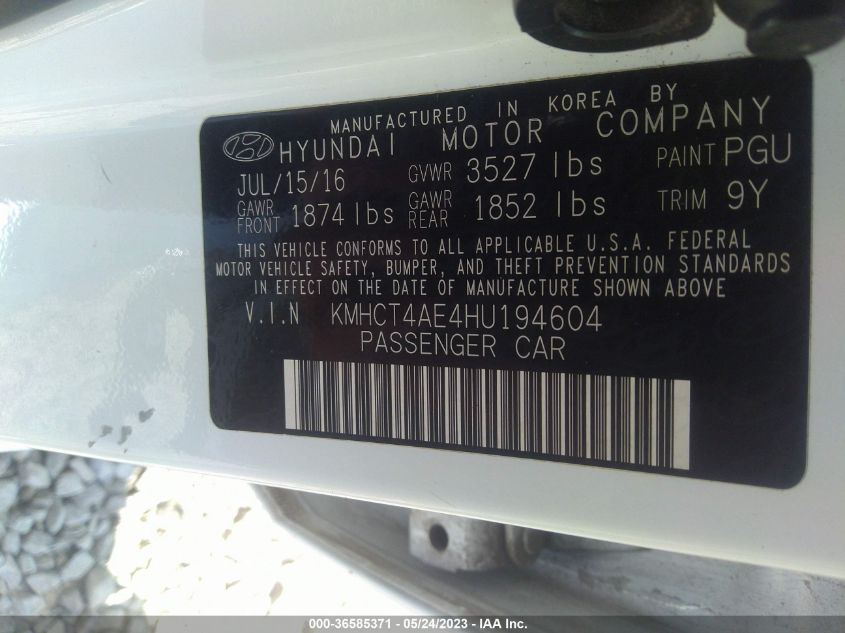 MANUFACTURED IN KOREA BY
HYUNDAI MOTOR COMPANY
JUL/15/16 GVWR 3527 lbs PAINT PGU
GAWR FRONT 1874 lbs GAWR REAR 1852 lbs TRIM 9Y
THIS VEHICLE CONFORMS TO ALL APPLICABLE U.S.A. FEDERAL
MOTOR VEHICLE SAFETY, BUMPER, AND THEFT PREVENTION STANDARDS
IN EFFECT ON THE DATE OF MANUFACTURE SHOWN ABOVE
V.I.N KMHCT4AE4HU194604
PASSENGER CAR
000-36585371 - 05/24/2023 - IAA Inc.